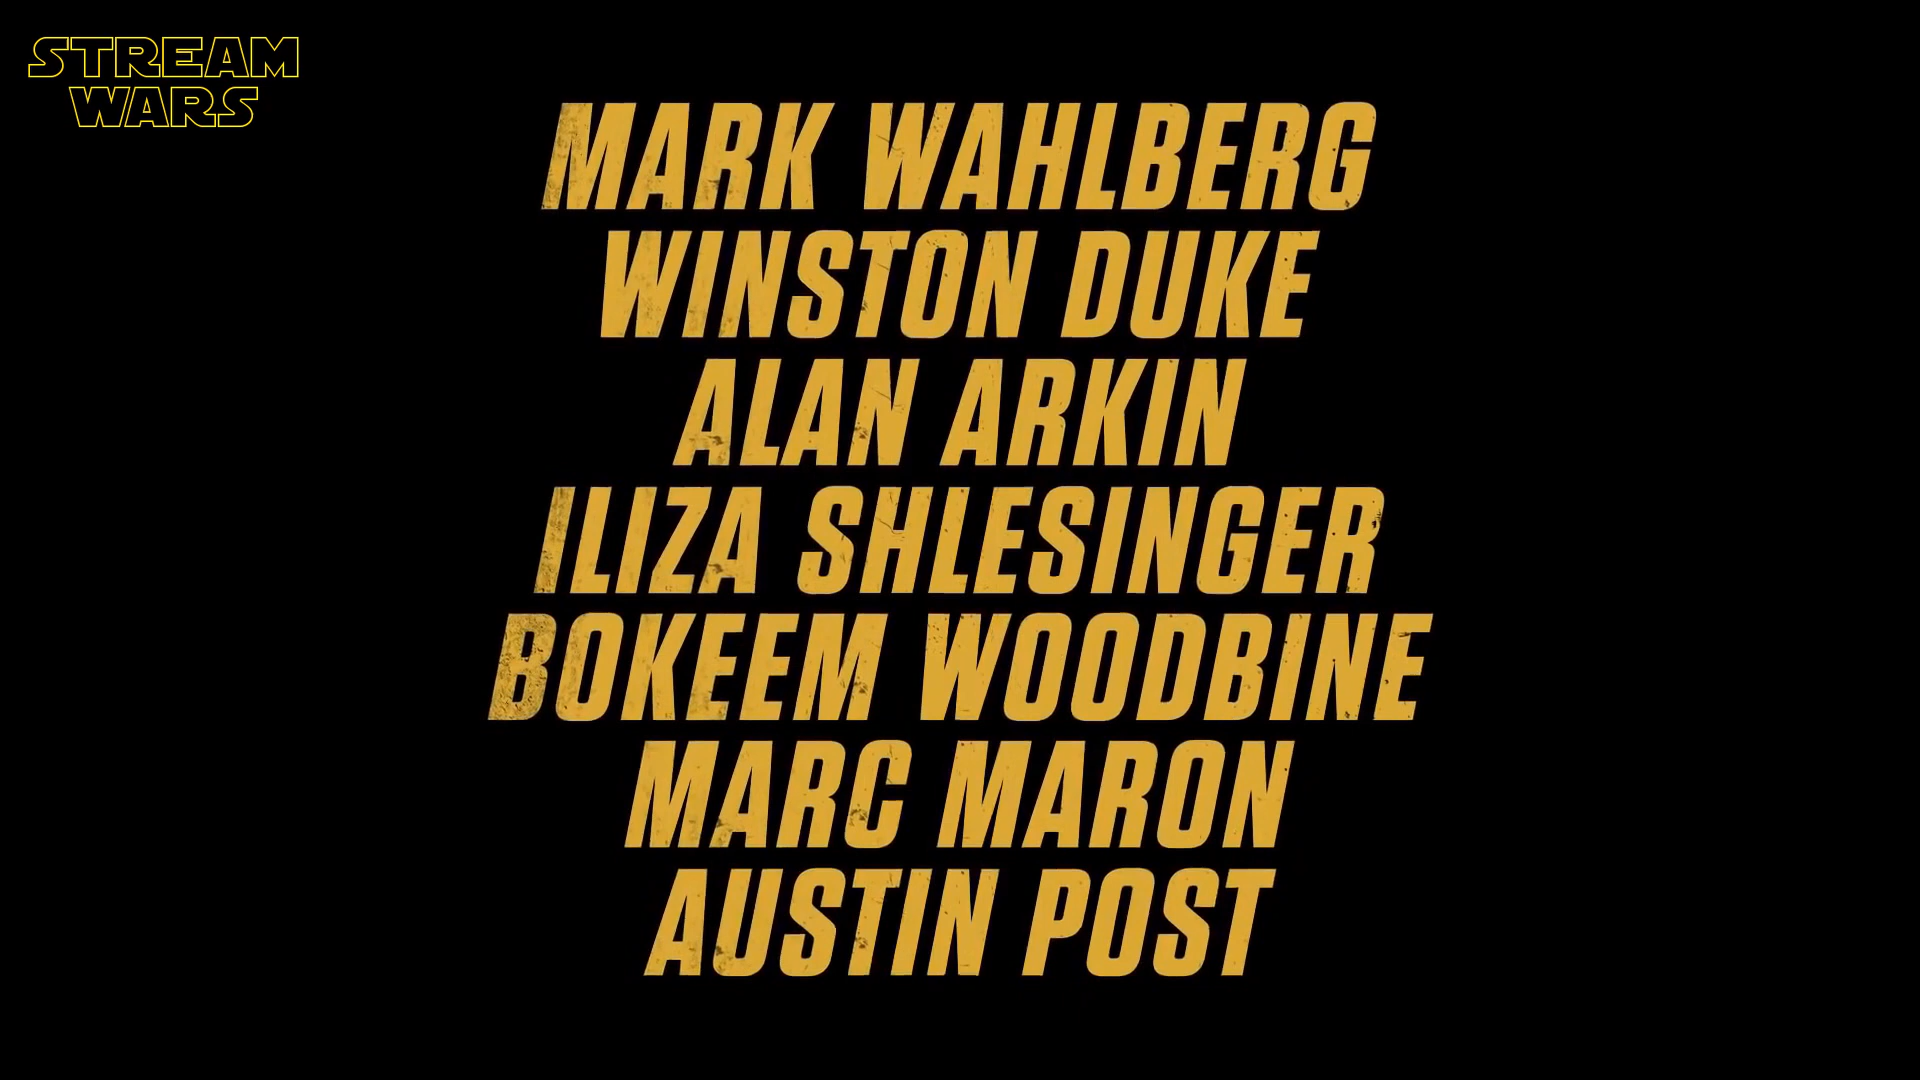 STREAM
WARS
MARK WAHLBERG
WINSTON DUKE
ALAN ARKIN
ILIZA SHLESINGER
BOKEEM WOODBINE
MARC MARON
AUSTIN POST